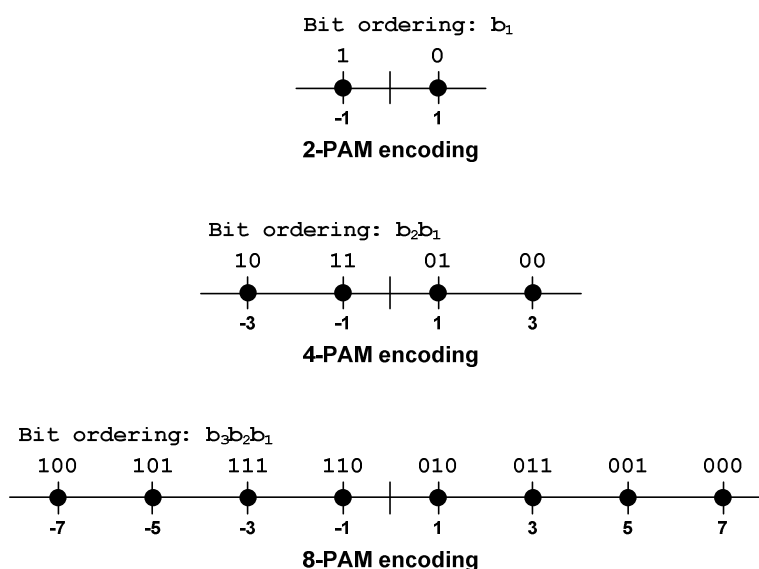 Bit ordering: b₁
1 0
-1 1
2-PAM encoding
Bit ordering: b₂b₁
10 11 01 00
-3 -1 1 3
4-PAM encoding
Bit ordering: b₃b₂b₁
100 101 111 110 010 011 001 000
-7 -5 -3 -1 1 3 5 7
8-PAM encoding